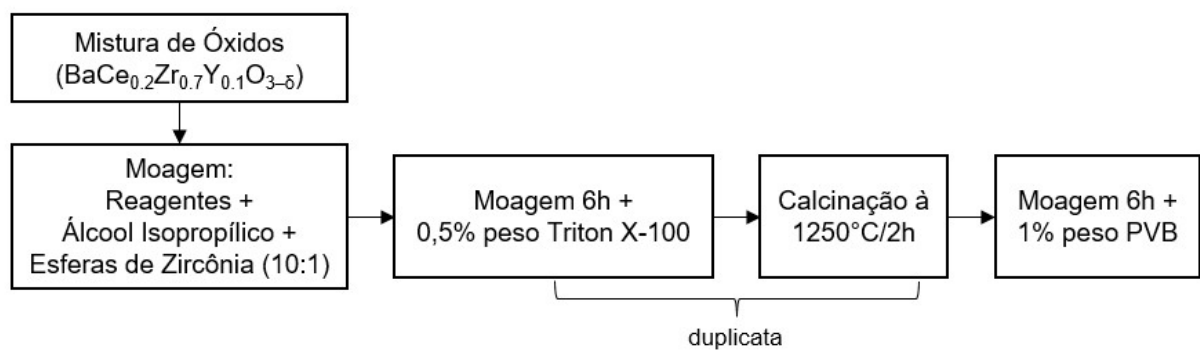 Mistura de Óxidos
(BaCe₀.₂Zr₀.₇Y₀.₁O₃₋δ)
Moagem:
Reagentes +
Álcool Isopropílico +
Esferas de Zircônia (10:1)
Moagem 6h +
0,5% peso Triton X-100
Calcinação à
1250°C/2h
Moagem 6h +
1% peso PVB
duplicata